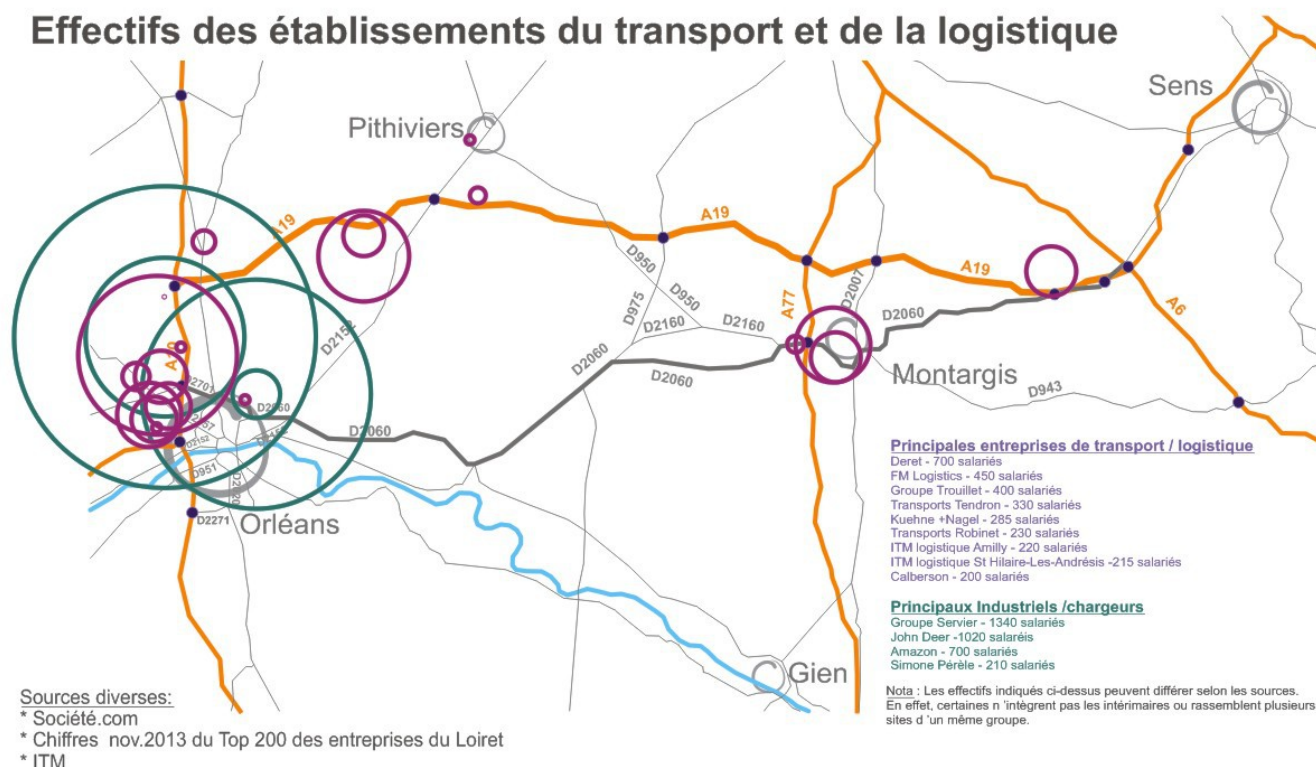 Effectifs des établissements du transport et de la logistique
Sens
Pithiviers
A19
A19
D950
D2007
A19
D950
D975
A77
D2060
A6
D2152
D2160
D2160
A10
D2060
D2060
Montargis
D943
D2701
D2060
D2060
D2152
D2152
D951
D2271
Orléans
Gien
Principales entreprises de transport / logistique
Deret - 700 salariés
FM Logistics - 450 salariés
Groupe Trouillet - 400 salariés
Transports Tendron - 330 salariés
Kuehne +Nagel - 285 salariés
Transports Robinet - 230 salariés
ITM logistique Amilly - 220 salariés
ITM logistique St Hilaire-Les-Andrésis -215 salariés
Calberson - 200 salariés
Principaux Industriels /chargeurs
Groupe Servier - 1340 salariés
John Deer -1020 salaréis
Amazon - 700 salariés
Simone Pérèle - 210 salariés
Nota : Les effectifs indiqués ci-dessus peuvent différer selon les sources.
En effet, certaines n 'intègrent pas les intérimaires ou rassemblent plusieurs
sites d 'un même groupe.
Sources diverses:
* Société.com
* Chiffres nov.2013 du Top 200 des entreprises du Loiret
* ITM